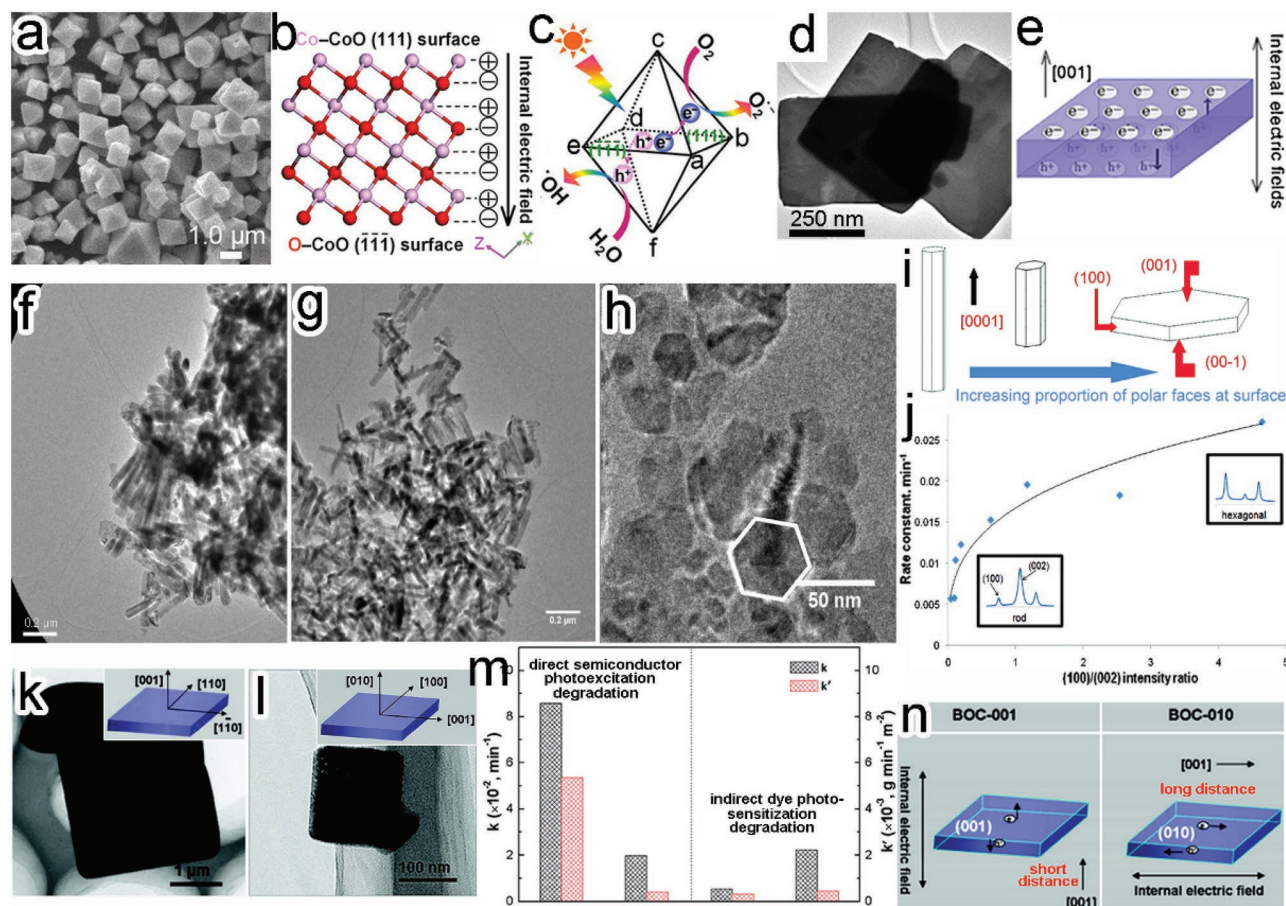 a
1.0 μm
b
Co–CoO (111) surface
+
−
+
−
+
−
+
−
Internal electric field
O–CoO (1̅1̅1̅) surface
Z
X
c
c
O₂
O₂⁻
d
e⁻
e
h⁺
e⁻
b
a
h⁺
·OH
H₂O
f
d
250 nm
e
[001]
e− e− e− e−
e− e− e− e−
e− e− e− e−
h+ h+ h+ h+
h+ h+ h+ h+
Internal electric fields
f
0.2 μm
g
0.2 μm
h
50 nm
i
[0001]
(100)
(001)
(00-1)
Increasing proportion of polar faces at surface
j
Rate constant. min⁻¹
0.025
0.02
0.015
0.01
0.005
0
0 1 2 3 4 5
{100}/(002) intensity ratio
(100)
(002)
rod
hexagonal
k
[001]
[110]
[1̅10]
1 μm
l
[010]
[100]
[001]
100 nm
m
direct semiconductor
photoexcitation
degradation
k
k'
indirect dye photo-
sensitization
degradation
k (×10⁻², min⁻¹)
10
8
6
4
2
0
k' (×10⁻³, g min⁻¹ m⁻²)
10
8
6
4
2
0
n
BOC-001
BOC-010
Internal electric field
(001)
short
distance
[001]
[001]
long distance
(010)
Internal electric field